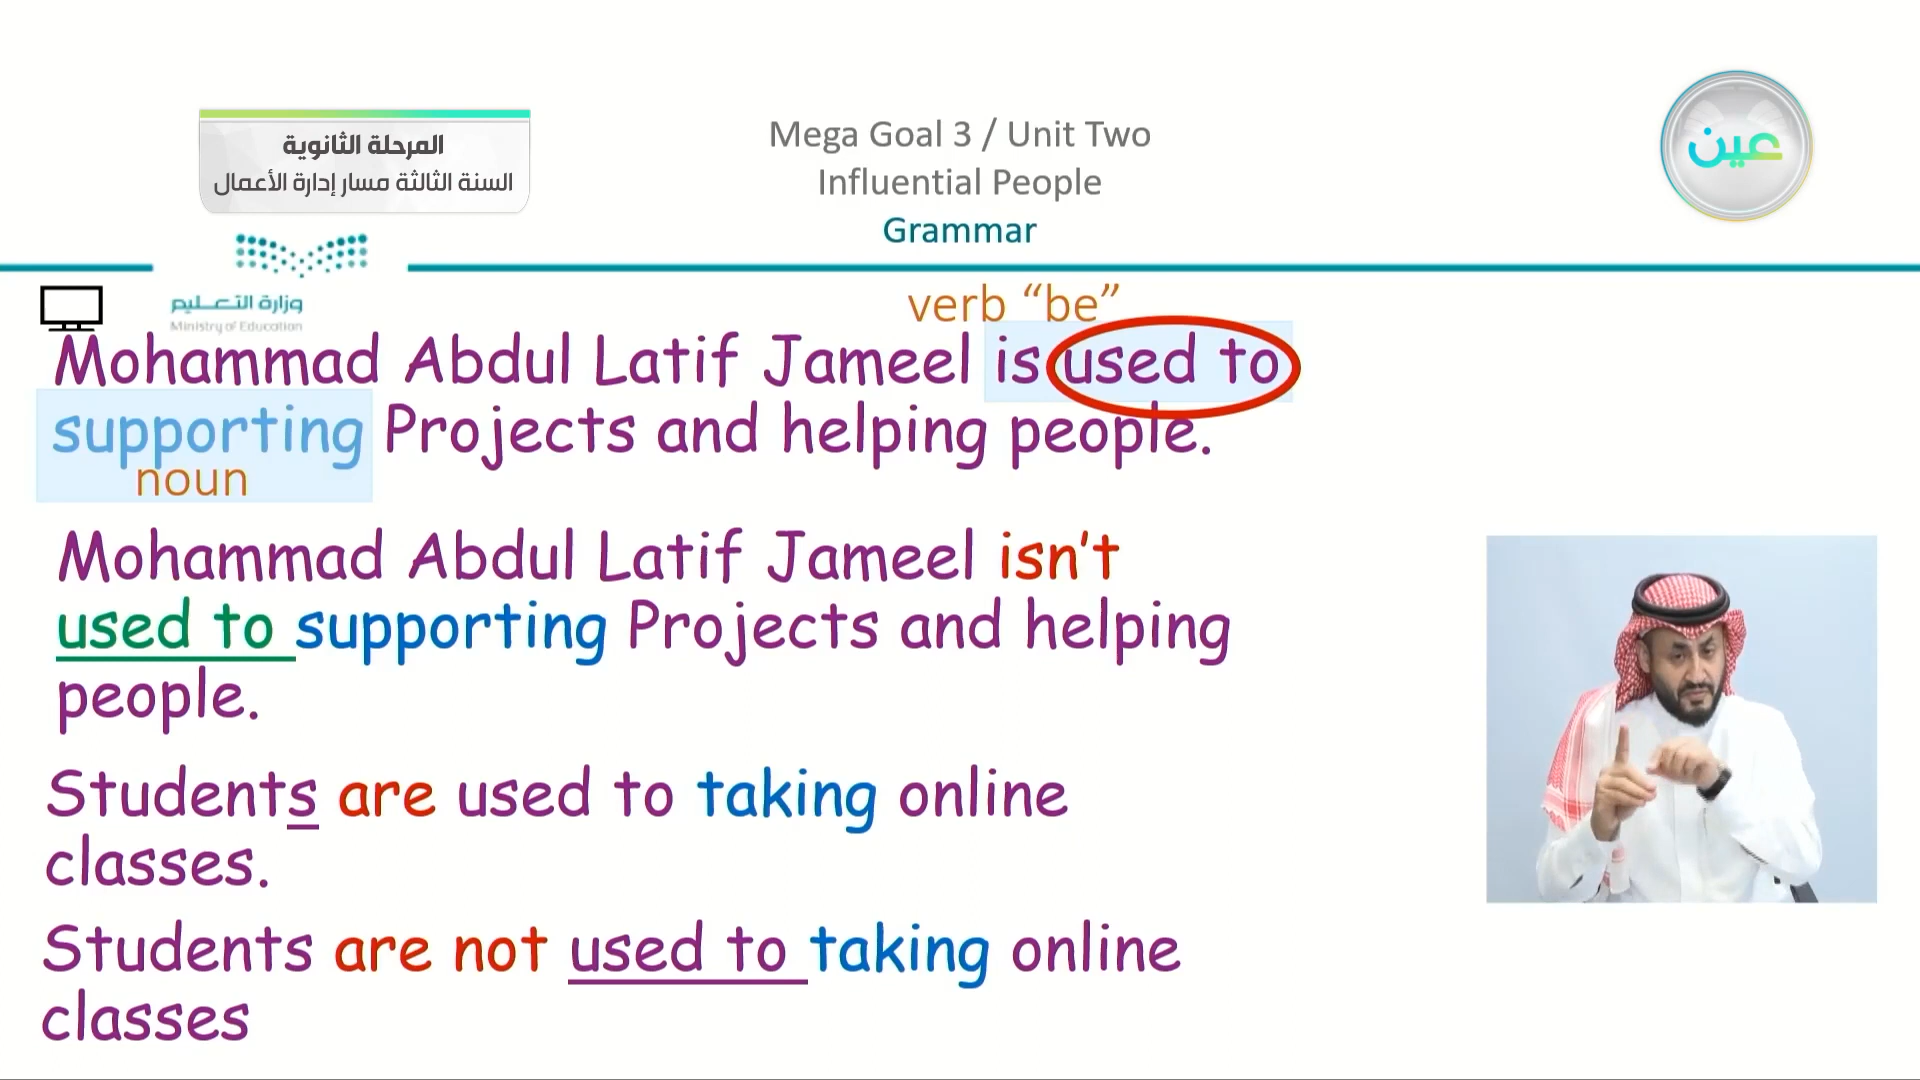 المرحلة الثانوية
السنة الثالثة مسار إدارة الأعمال
Mega Goal 3 / Unit Two
Influential People
Grammar
عين
وزارة التعليم
Ministry of Education
verb “be”
Mohammad Abdul Latif Jameel is used to
supporting Projects and helping people.
noun
Mohammad Abdul Latif Jameel isn’t
used to supporting Projects and helping
people.
Students are used to taking online
classes.
Students are not used to taking online
classes